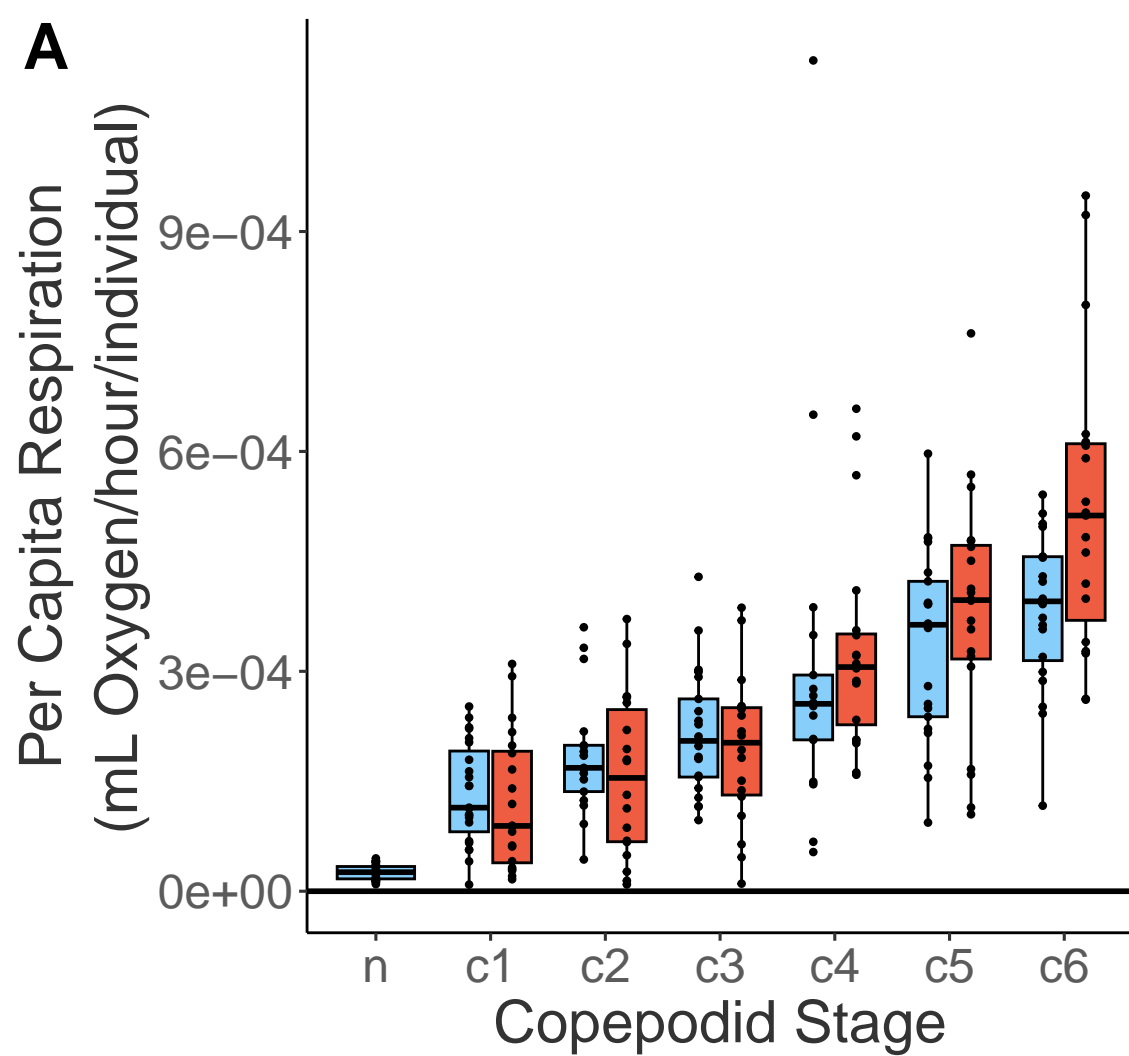 A
Per Capita Respiration
(mL Oxygen/hour/individual)
9e−04
6e−04
3e−04
0e+00
n c1 c2 c3 c4 c5 c6
Copepodid Stage